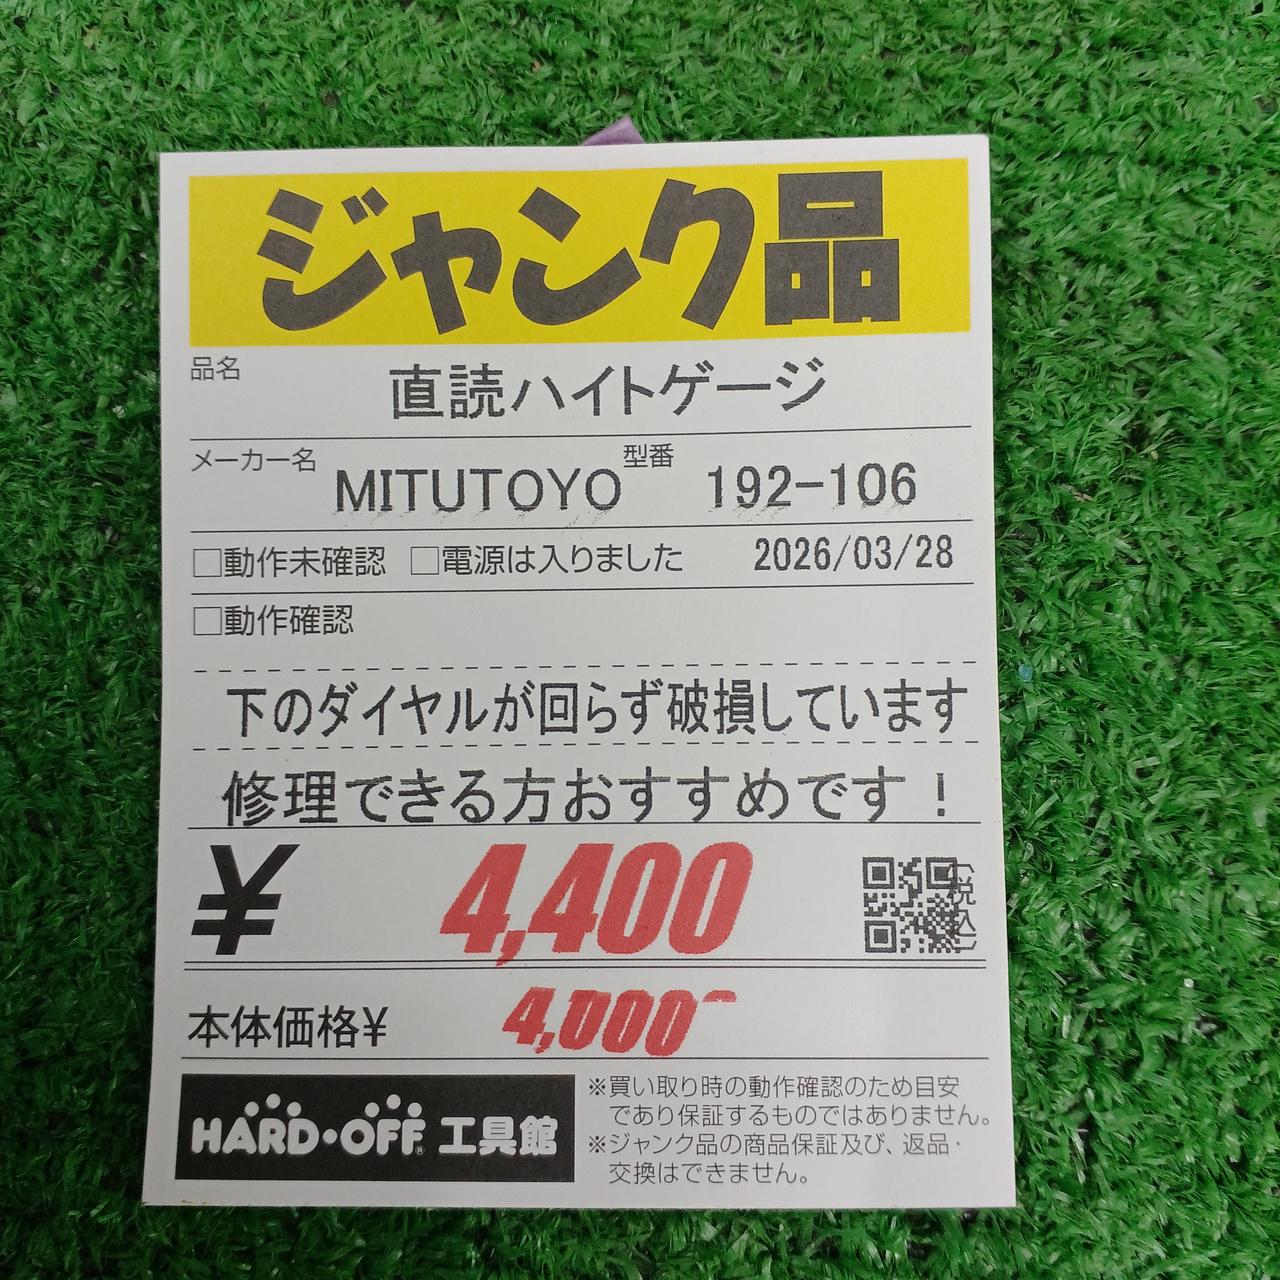 ジャンク品
品名 直読ハイトゲージ
メーカー名 MITUTOYO 型番 192-106
□動作未確認 □電源は入りました 2026/03/28
□動作確認
下のダイヤルが回らず破損しています
修理できる方おすすめです！
¥ 4,400 (税込)
本体価格¥ 4,000
HARD・OFF® 工具館
※買い取り時の動作確認のため目安
であり保証するものではありません。
※ジャンク品の商品保証及び、返品・
交換はできません。